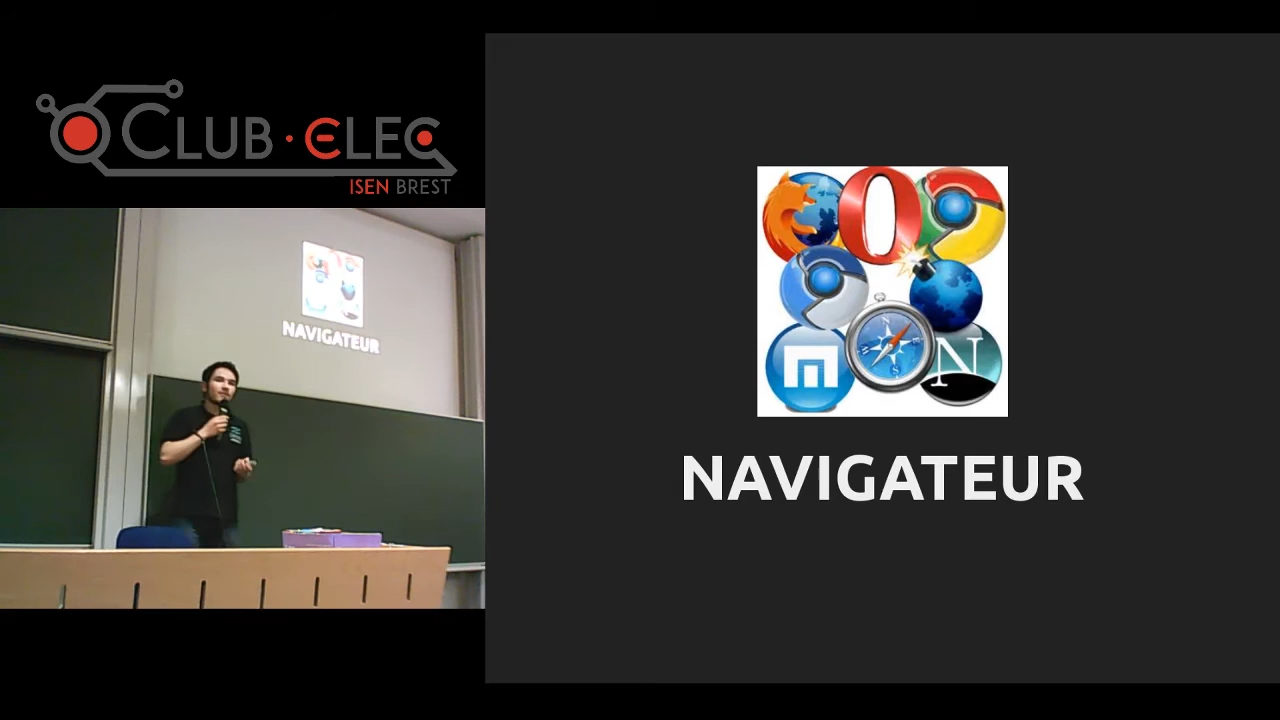 CLUB · ELEC
ISEN BREST
NAVIGATEUR
NAVIGATEUR
N